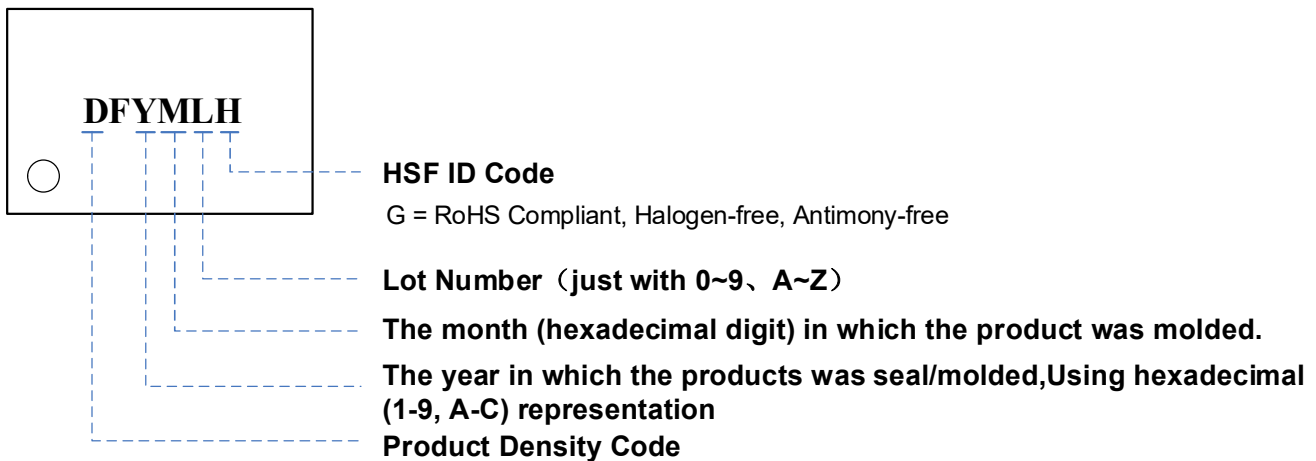 DFYMLH
HSF ID Code
G = RoHS Compliant, Halogen-free, Antimony-free
Lot Number（just with 0~9、A~Z）
The month (hexadecimal digit) in which the product was molded.
The year in which the products was seal/molded,Using hexadecimal
(1-9, A-C) representation
Product Density Code